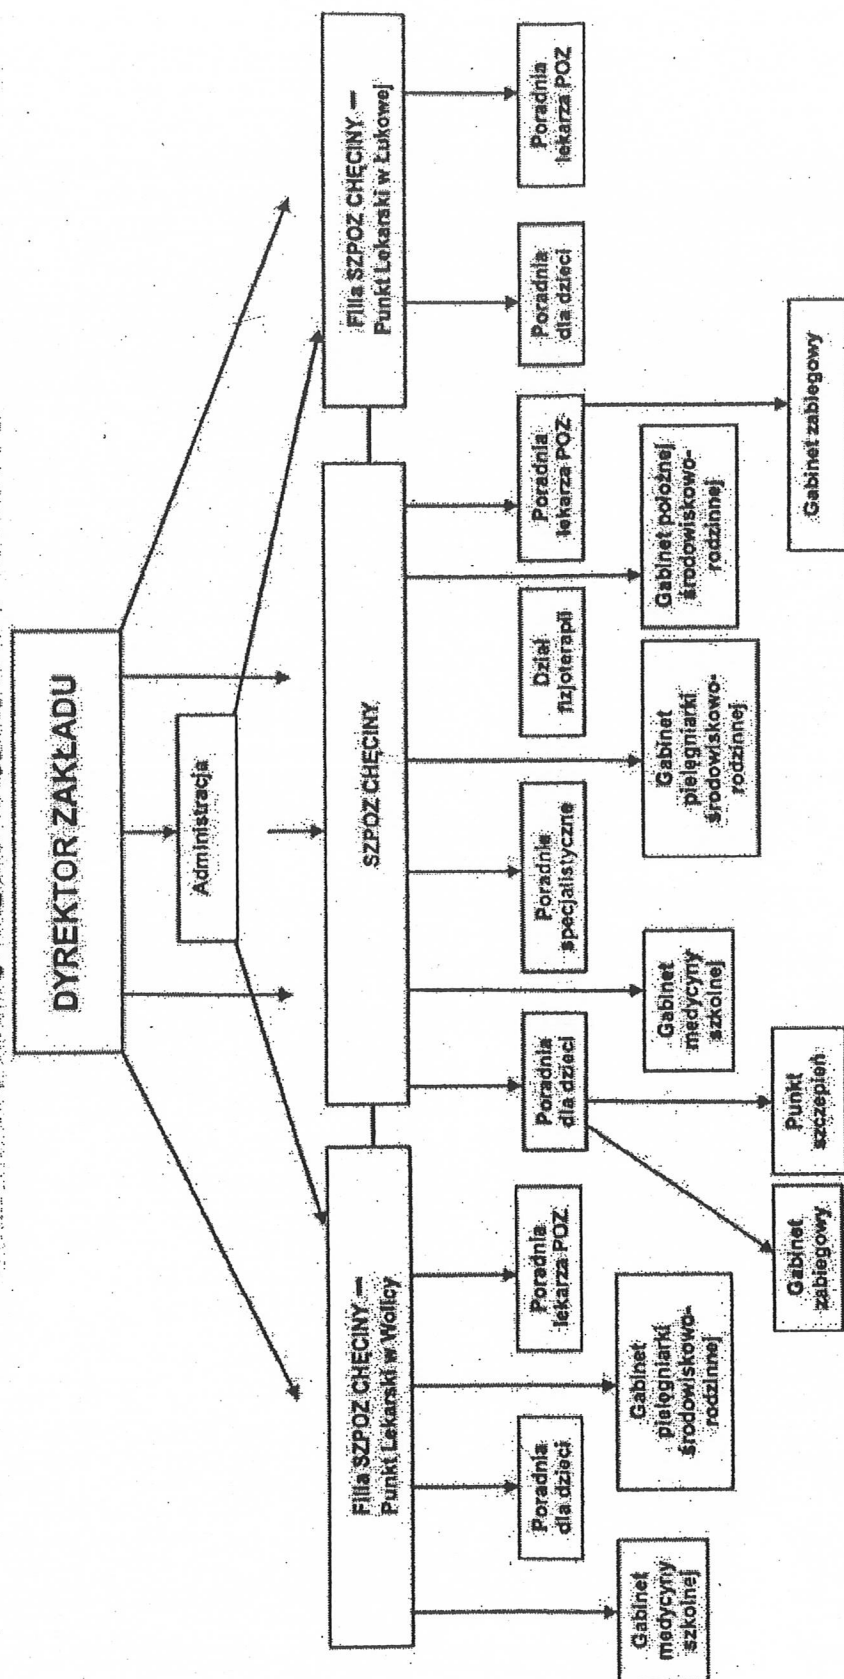 DYREKTOR ZAKŁADU
Administracja
Filia SZPOZ CHĘCINY –
Punkt Lekarski w Wolicy
SZPOZ CHĘCINY
Filia SZPOZ CHĘCINY –
Punkt Lekarski w Łukowej
Gabinet
medycyny
szkolnej
Poradnia
dla dzieci
Gabinet
pielęgniarki
środowiskowo-
rodzinnej
Poradnia
lekarza POZ
Poradnia
dla dzieci
Gabinet
medycyny
szkolnej
Poradnie
specjalistyczne
Gabinet
pielęgniarki
środowiskowo-
rodzinnej
Dział
fizjoterapii
Gabinet położnej
środowiskowo-
rodzinnej
Poradnia
lekarza POZ
Poradnia
dla dzieci
Poradnia
lekarza POZ
Gabinet
zabiegowy
Punkt
szczepień
Gabinet zabiegowy